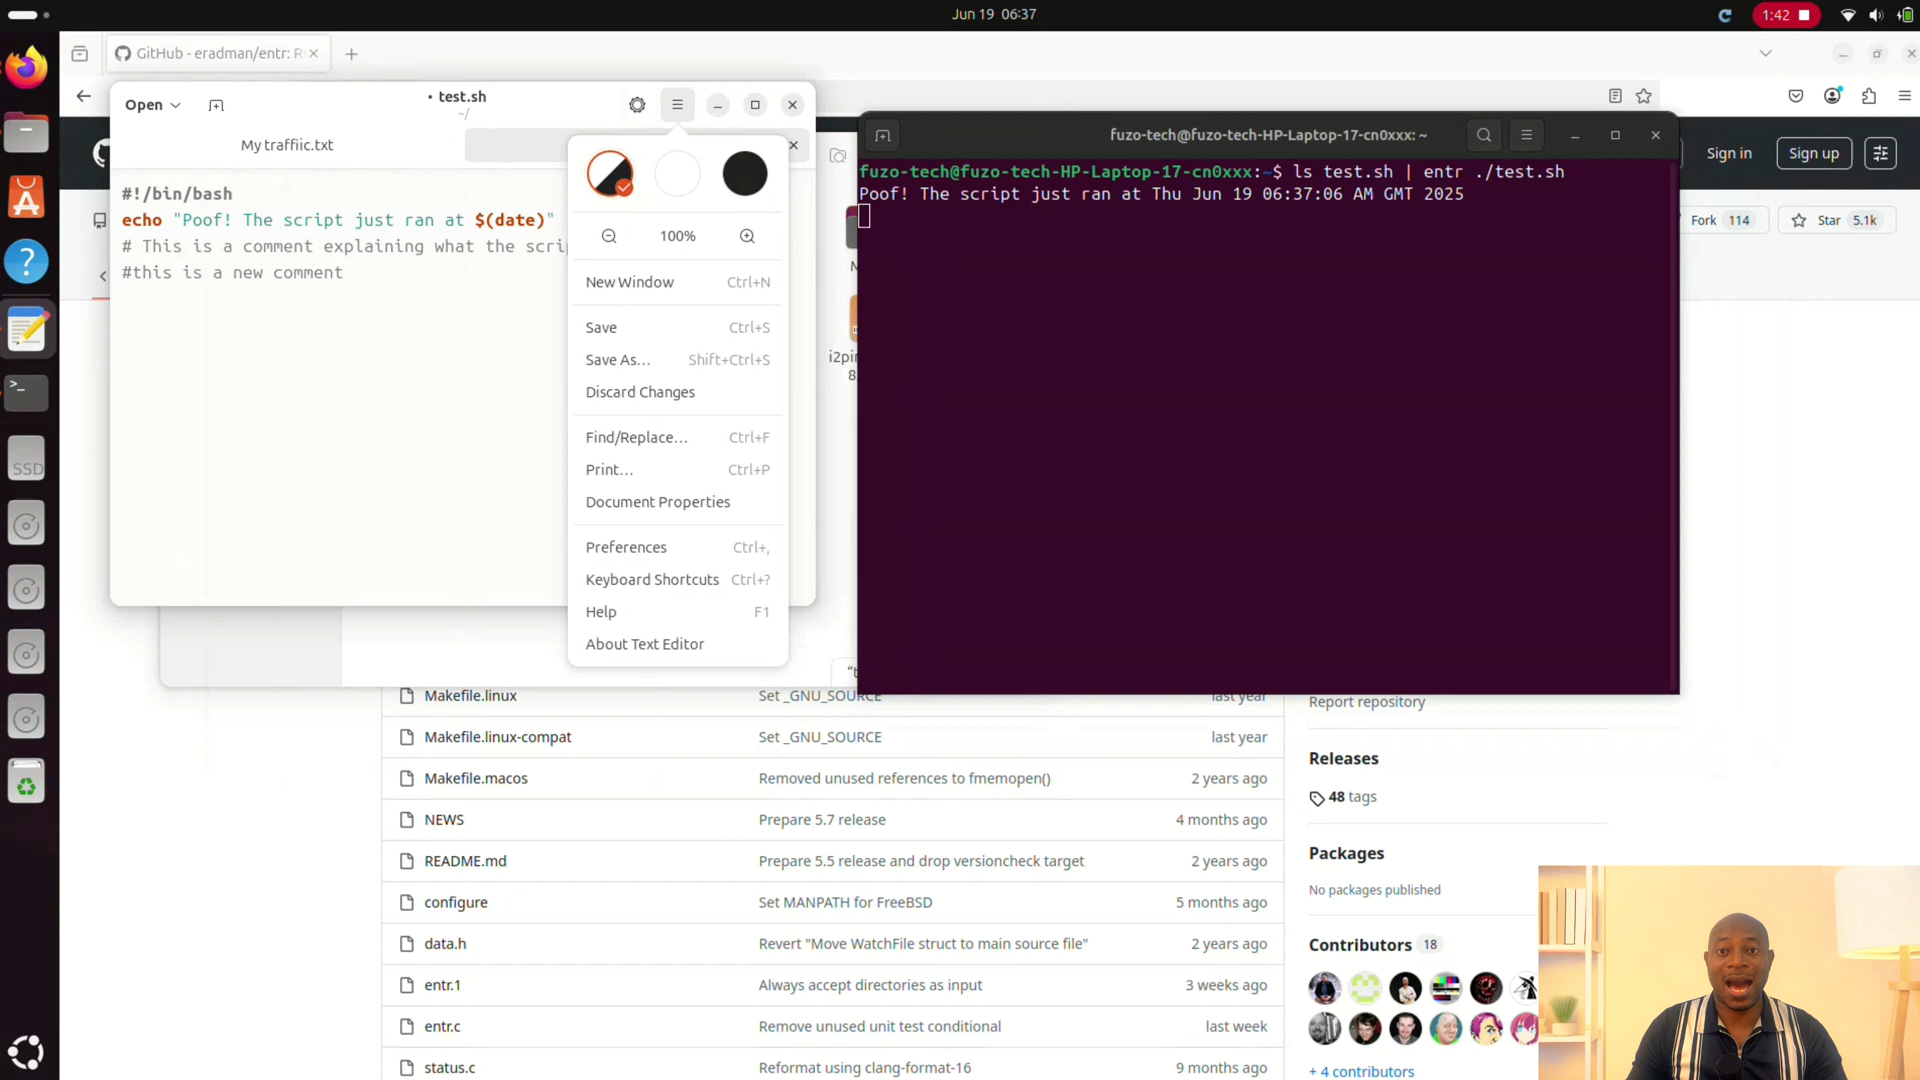 Jun 19 06:37
1:42
GitHub - eradman/entr: R
Open
• test.sh
~/
My traffiic.txt
#!/bin/bash
echo "Poof! The script just ran at $(date)"
# This is a comment explaining what the scri
#this is a new comment
100%
New Window Ctrl+N
Save Ctrl+S
Save As… Shift+Ctrl+S
Discard Changes
Find/Replace… Ctrl+F
Print… Ctrl+P
Document Properties
Preferences Ctrl+,
Keyboard Shortcuts Ctrl+?
Help F1
About Text Editor
fuzo-tech@fuzo-tech-HP-Laptop-17-cn0xxx: ~
fuzo-tech@fuzo-tech-HP-Laptop-17-cn0xxx:~$ ls test.sh | entr ./test.sh
Poof! The script just ran at Thu Jun 19 06:37:06 AM GMT 2025
Sign in
Sign up
Fork 114
Star 5.1k
i2pin
8
SSD
Makefile.linux Set _GNU_SOURCE last year
Makefile.linux-compat Set _GNU_SOURCE last year
Makefile.macos Removed unused references to fmemopen() 2 years ago
NEWS Prepare 5.7 release 4 months ago
README.md Prepare 5.5 release and drop versioncheck target 2 years ago
configure Set MANPATH for FreeBSD 5 months ago
data.h Revert "Move WatchFile struct to main source file" 2 years ago
entr.1 Always accept directories as input 3 weeks ago
entr.c Remove unused unit test conditional last week
status.c Reformat using clang-format-16 9 months ago
Report repository
Releases
48 tags
Packages
No packages published
Contributors 18
+ 4 contributors